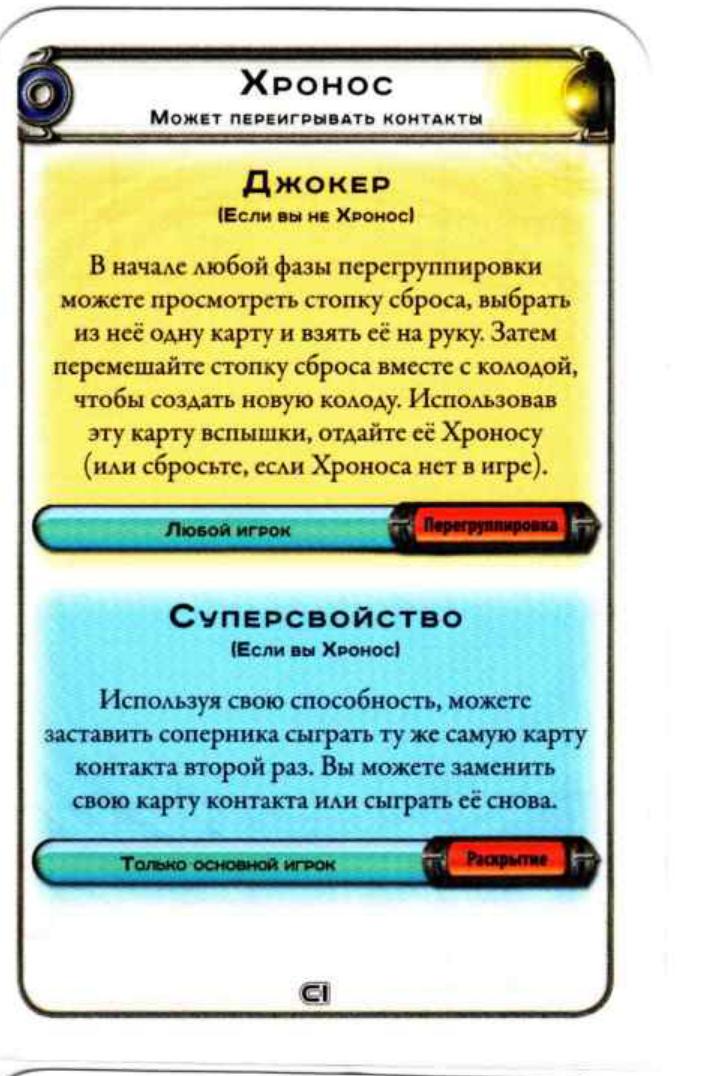 Хронос
Может переигрывать контакты
Джокер
(Если вы не Хронос)
В начале любой фазы перегруппировки
можете просмотреть стопку сброса, выбрать
из неё одну карту и взять её на руку. Затем
перемешайте стопку сброса вместе с колодой,
чтобы создать новую колоду. Использовав
эту карту вспышки, отдайте её Хроносу
(или сбросьте, если Хроноса нет в игре).
Любой игрок
Перегруппировка
Суперсвойство
(Если вы Хронос)
Используя свою способность, можете
заставить соперника сыграть ту же самую карту
контакта второй раз. Вы можете заменить
свою карту контакта или сыграть её снова.
Только основной игрок
Раскрытие
CI